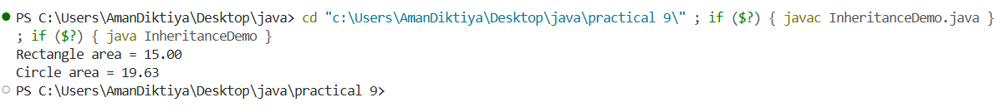 PS C:\Users\AmanDiktiya\Desktop\java> cd "c:\Users\AmanDiktiya\Desktop\java\practical 9\" ; if ($?) { javac InheritanceDemo.java }
; if ($?) { java InheritanceDemo }
Rectangle area = 15.00
Circle area = 19.63
PS C:\Users\AmanDiktiya\Desktop\java\practical 9>